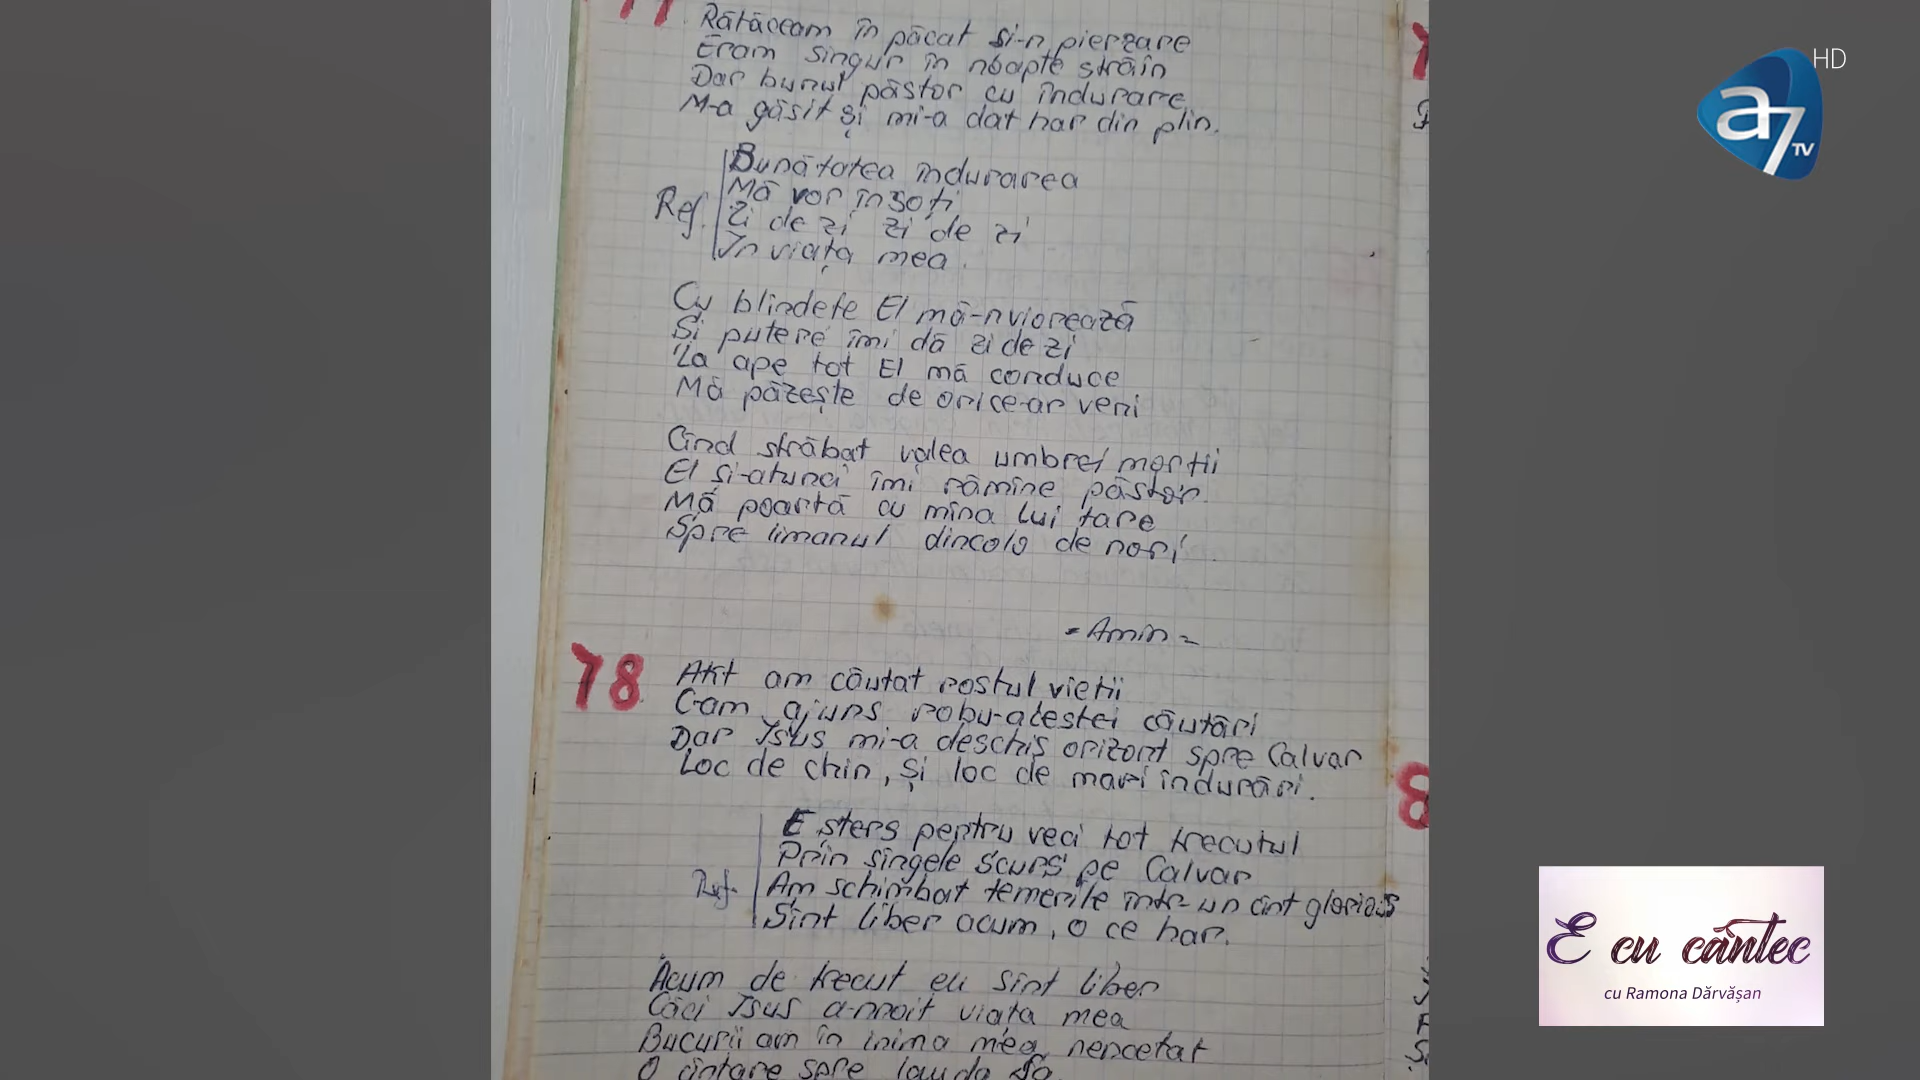 77
Rătăceam în păcat și-n pierzare
Eram singur în noapte străin
Dar bunul păstor cu îndurare
M-a găsit și mi-a dat har din plin.
Bunătatea îndurarea
Mă vor însoți
Ref. Zi de zi zi de zi
În viața mea.
Cu blîndețe El mă-nviorează
Și putere îmi dă zi de zi
La ape tot El mă conduce
Mă păzește de orice-ar veni
Cînd străbat valea umbrei morții
El și-atunci îmi rămîne păstor
Mă poartă cu mîna lui tare
Spre limanul dincolo de nori
= Amin =
78 Atît am căutat rostul vieții
C-am ajuns robu-acestei căutări
Dar Isus mi-a deschis orizont spre Calvar
Loc de chin, și loc de mari îndurări.
E șters pentru veci tot trecutul
Prin sîngele scurs pe Calvar
Ref. Am schimbat temerile într-un cînt glorios
Sînt liber acum, o ce har.
Acum de trecut eu sînt liber
Căci Isus a-nnoit viața mea
Bucurii am în inima mea nencetat
O cîntare spre lauda Sa
a7 TV HD
E cu cântec
cu Ramona Dărvășan